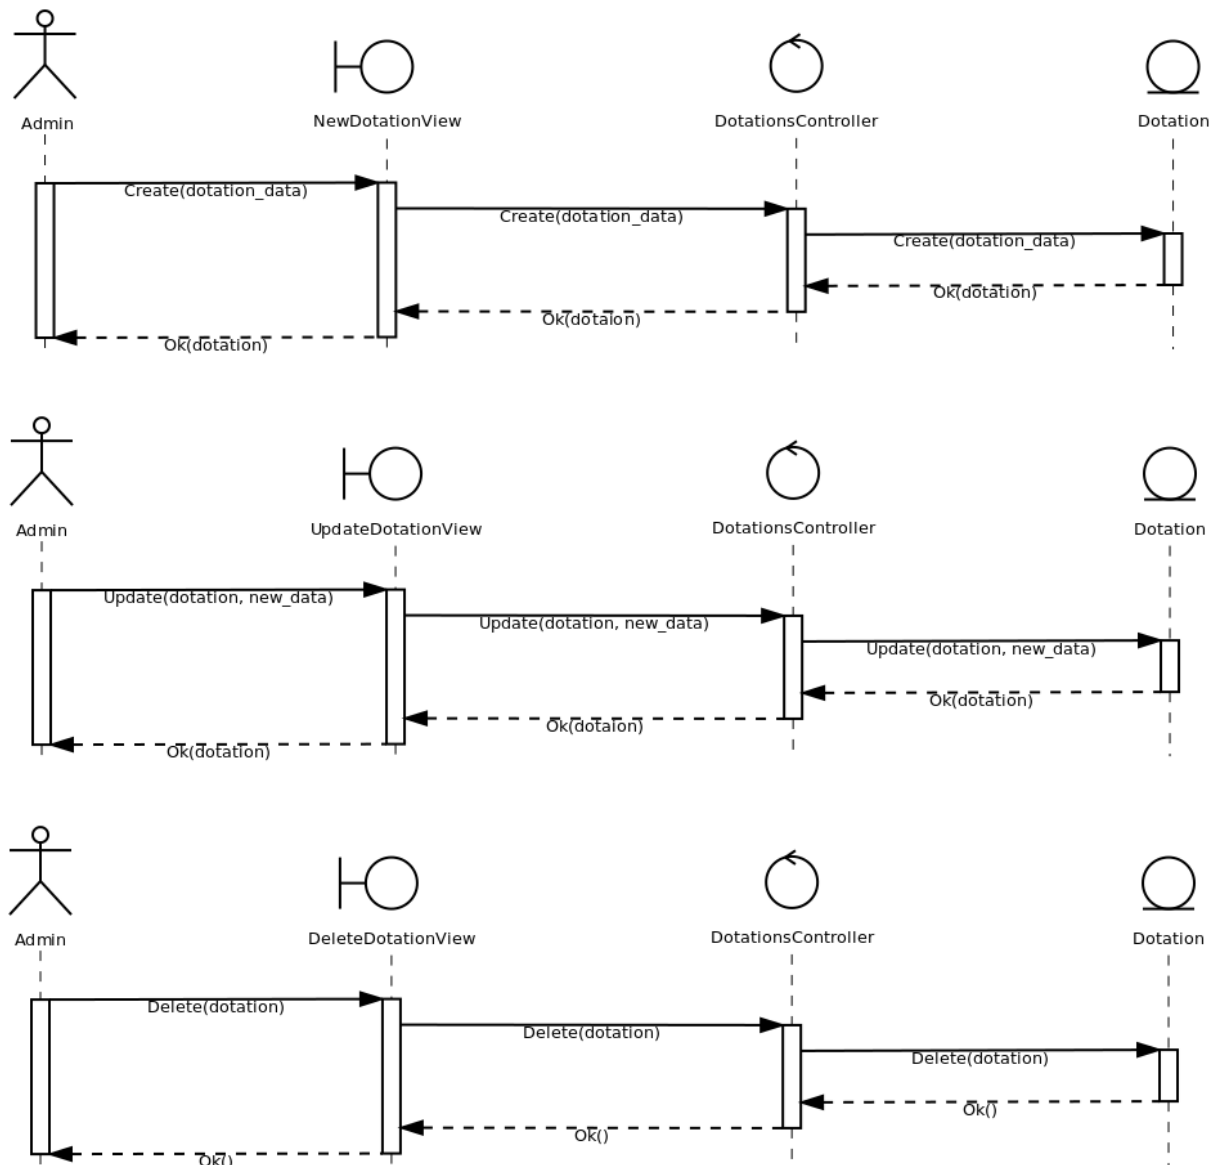 Admin
NewDotationView
DotationsController
Dotation
Create(dotation_data)
Create(dotation_data)
Create(dotation_data)
Ok(dotation)
Ok(dotaion)
Ok(dotation)
Admin
UpdateDotationView
DotationsController
Dotation
Update(dotation, new_data)
Update(dotation, new_data)
Update(dotation, new_data)
Ok(dotation)
Ok(dotaion)
Ok(dotation)
Admin
DeleteDotationView
DotationsController
Dotation
Delete(dotation)
Delete(dotation)
Delete(dotation)
Ok()
Ok()
Ok()